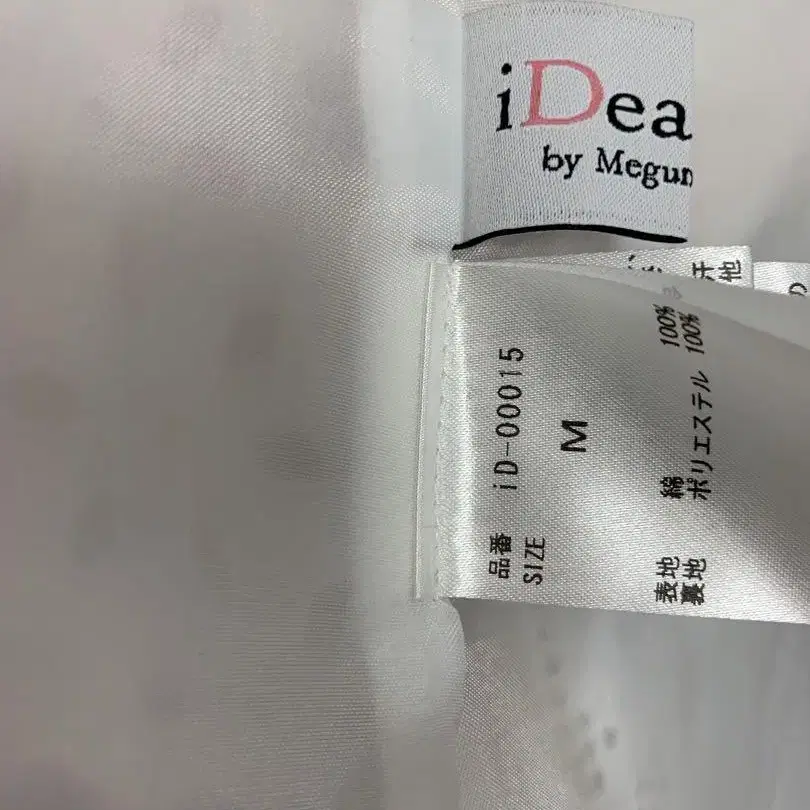 iDea
by Megum
品番 iD-00015
SIZE M
表地 綿 100%
裏地 ポリエステル 100%